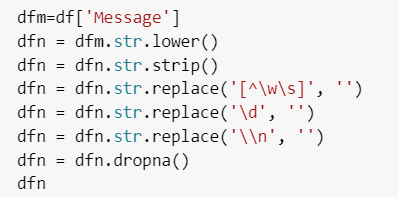 dfm=df['Message']
dfn = dfm.str.lower()
dfn = dfn.str.strip()
dfn = dfn.str.replace('[^\w\s]', '')
dfn = dfn.str.replace('\d', '')
dfn = dfn.str.replace('\\n', '')
dfn = dfn.dropna()
dfn